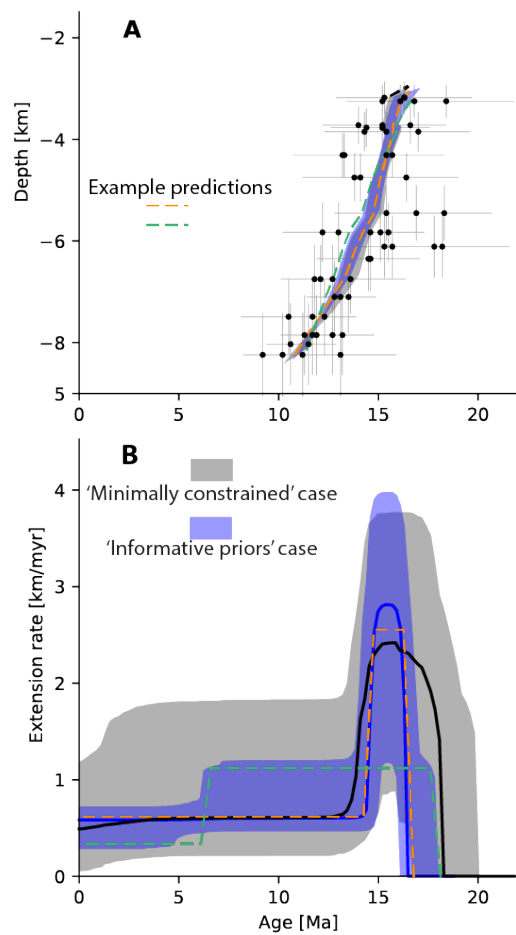 A
−2
−4
−6
−8
5
Depth [km]
Example predictions
0
5
10
15
20
B
4
3
2
1
0
Extension rate [km/myr]
‘Minimally constrained’ case
‘Informative priors’ case
0
5
10
15
20
Age [Ma]